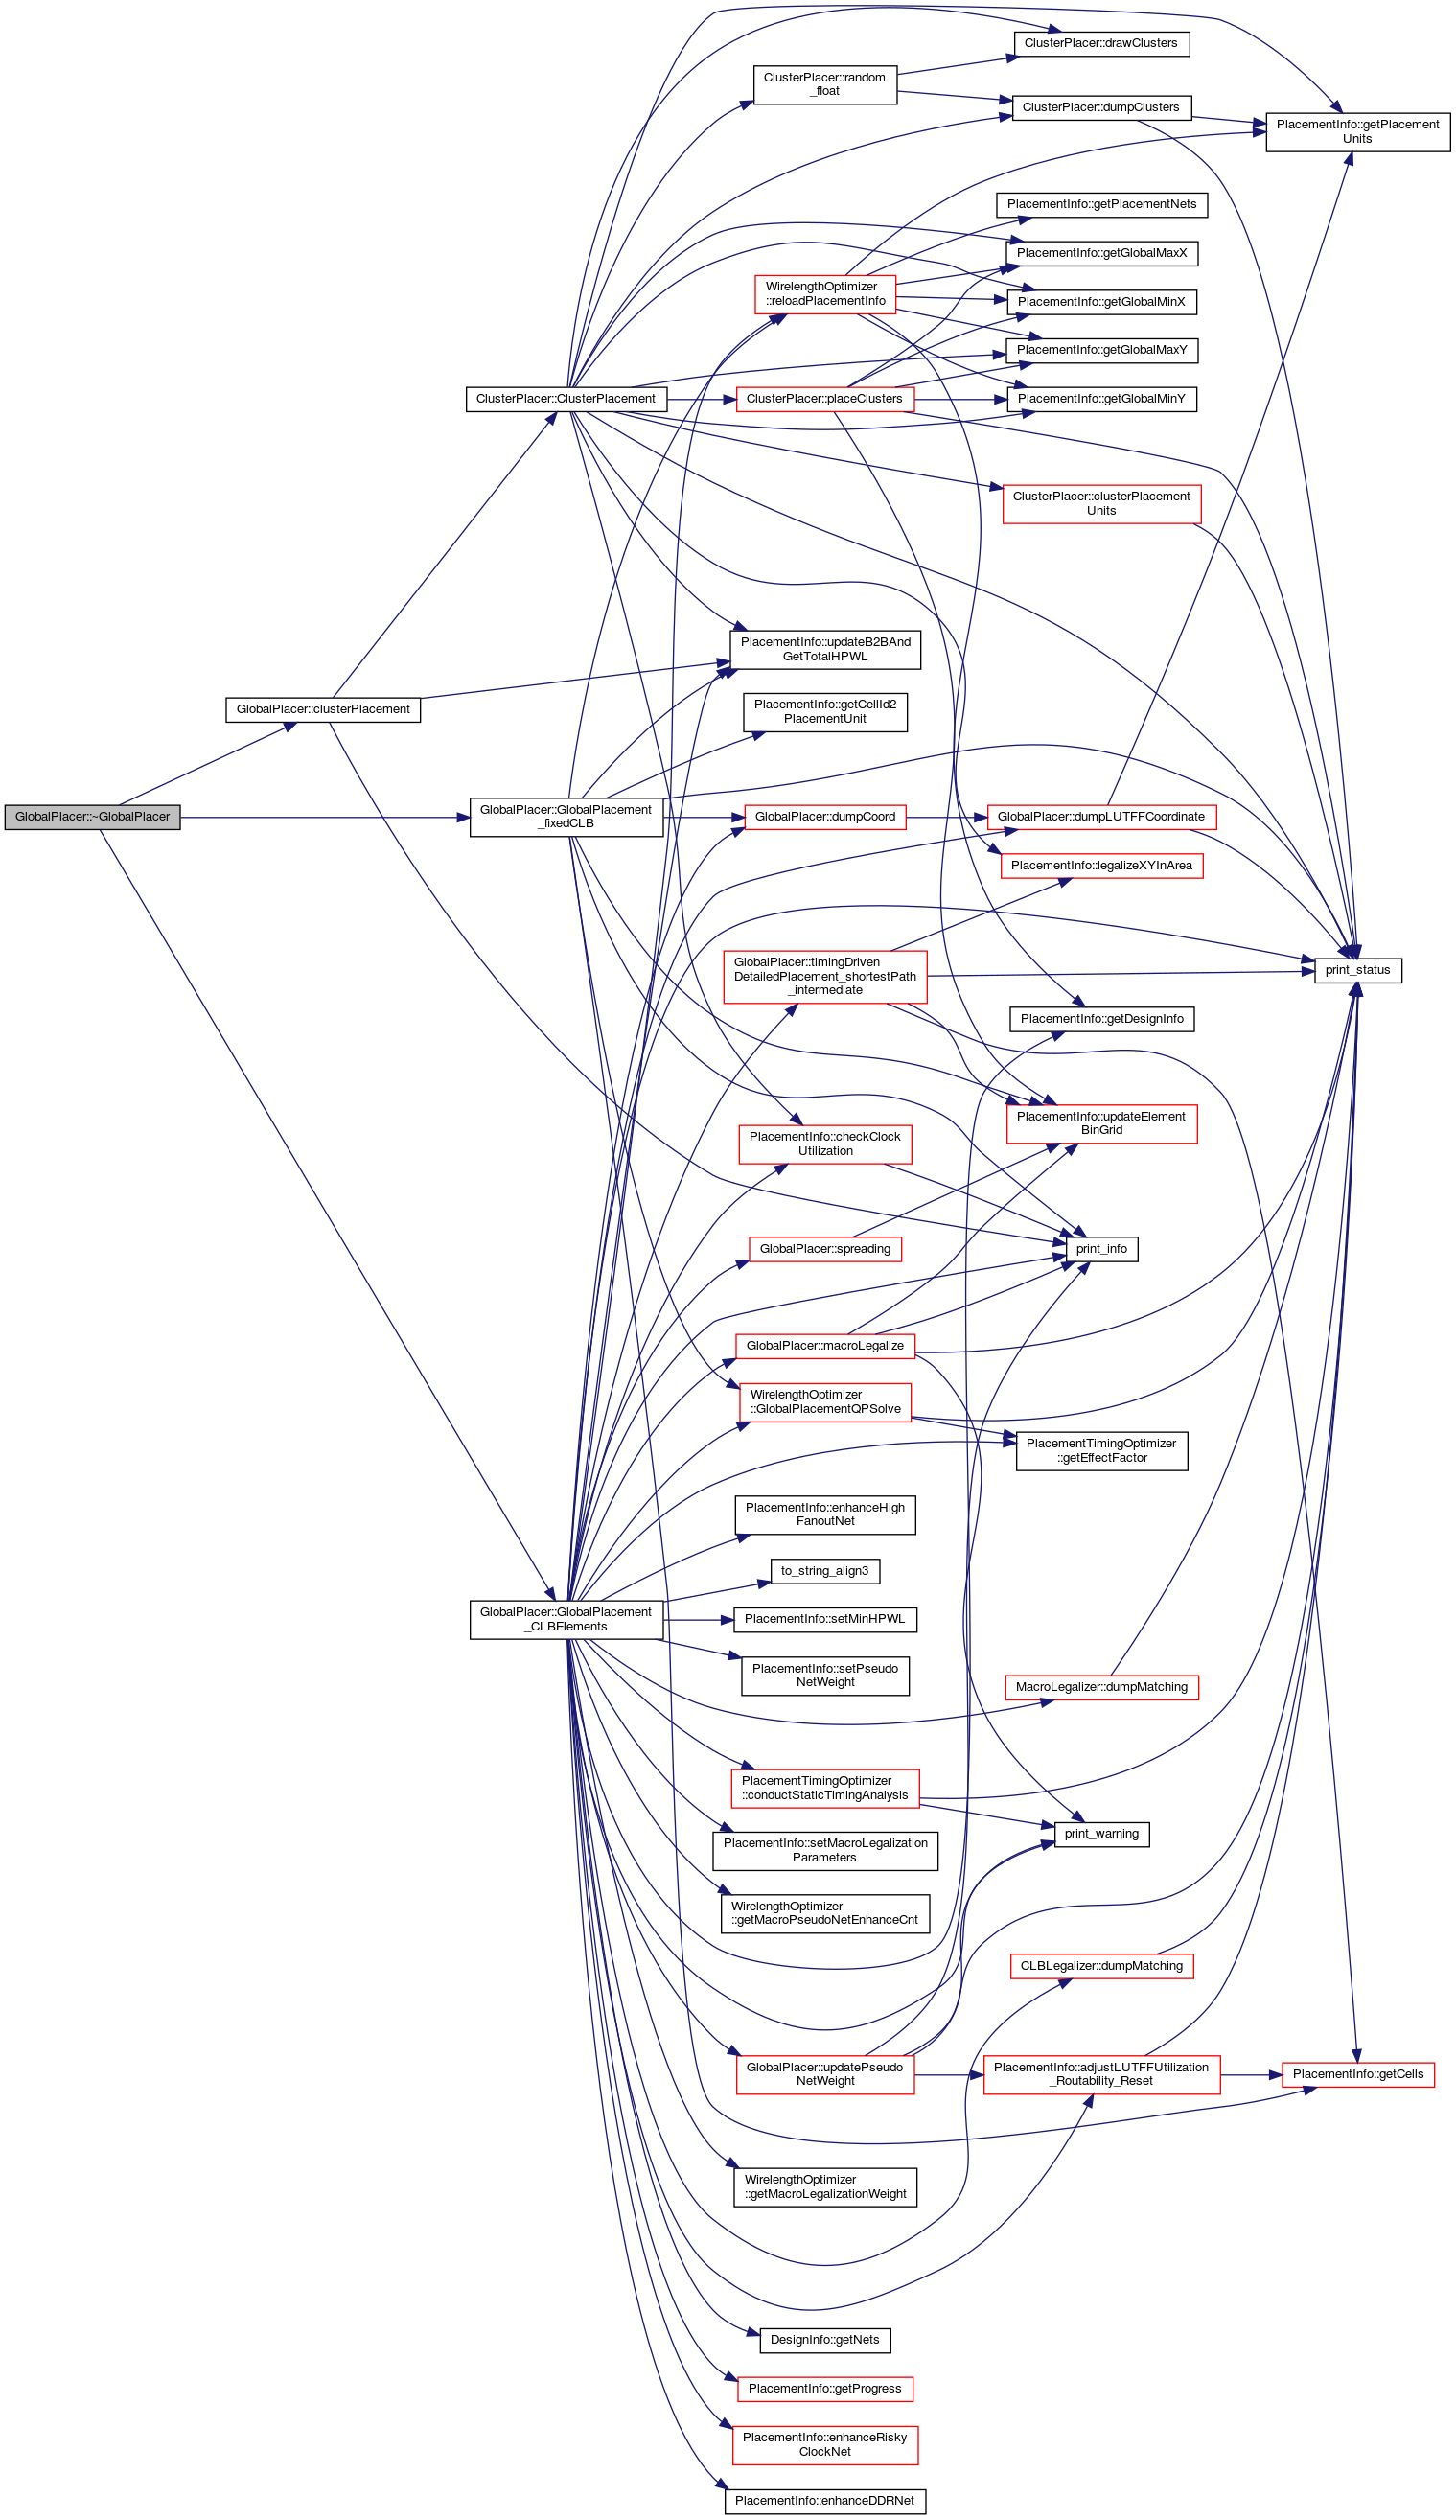 ClusterPlacer::drawClusters
ClusterPlacer::random
_float
ClusterPlacer::dumpClusters
PlacementInfo::getPlacement
Units
PlacementInfo::getPlacementNets
PlacementInfo::getGlobalMaxX
WirelengthOptimizer
::reloadPlacementInfo
PlacementInfo::getGlobalMinX
PlacementInfo::getGlobalMaxY
ClusterPlacer::ClusterPlacement
ClusterPlacer::placeClusters
PlacementInfo::getGlobalMinY
ClusterPlacer::clusterPlacement
Units
PlacementInfo::updateB2BAnd
GetTotalHPWL
GlobalPlacer::clusterPlacement
PlacementInfo::getCellId2
PlacementUnit
GlobalPlacer::~GlobalPlacer
GlobalPlacer::GlobalPlacement
_fixedCLB
GlobalPlacer::dumpCoord
GlobalPlacer::dumpLUTFFCoordinate
PlacementInfo::legalizeXYInArea
GlobalPlacer::timingDriven
DetailedPlacement_shortestPath
_intermediate
print_status
PlacementInfo::getDesignInfo
PlacementInfo::updateElement
BinGrid
PlacementInfo::checkClock
Utilization
GlobalPlacer::spreading
print_info
GlobalPlacer::macroLegalize
WirelengthOptimizer
::GlobalPlacementQPSolve
PlacementTimingOptimizer
::getEffectFactor
PlacementInfo::enhanceHigh
FanoutNet
to_string_align3
GlobalPlacer::GlobalPlacement
_CLBElements
PlacementInfo::setMinHPWL
PlacementInfo::setPseudo
NetWeight
MacroLegalizer::dumpMatching
PlacementTimingOptimizer
::conductStaticTimingAnalysis
print_warning
PlacementInfo::setMacroLegalization
Parameters
WirelengthOptimizer
::getMacroPseudoNetEnhanceCnt
CLBLegalizer::dumpMatching
GlobalPlacer::updatePseudo
NetWeight
PlacementInfo::adjustLUTFFUtilization
_Routability_Reset
PlacementInfo::getCells
WirelengthOptimizer
::getMacroLegalizationWeight
DesignInfo::getNets
PlacementInfo::getProgress
PlacementInfo::enhanceRisky
ClockNet
PlacementInfo::enhanceDDRNet